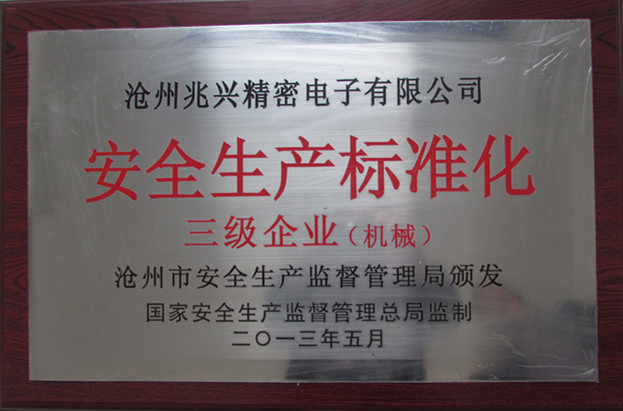 沧州兆兴精密电子有限公司
安全生产标准化
三级企业（机械）
沧州市安全生产监督管理局颁发
国家安全生产监督管理总局监制
二〇一三年五月